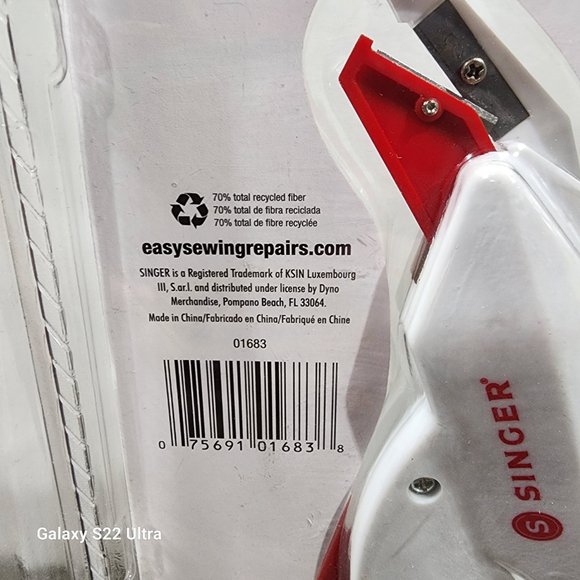 70% total recycled fiber
70% total de fibra reciclada
70% total de fibre recyclée
easysewingrepairs.com
SINGER is a Registered Trademark of KSIN Luxembourg
III, S.ar.l. and distributed under license by Dyno
Merchandise, Pompano Beach, FL 33064.
Made in China/Fabricado en China/Fabriqué en Chine
01683
0 75691 01683 8
S SINGER®
Galaxy S22 Ultra